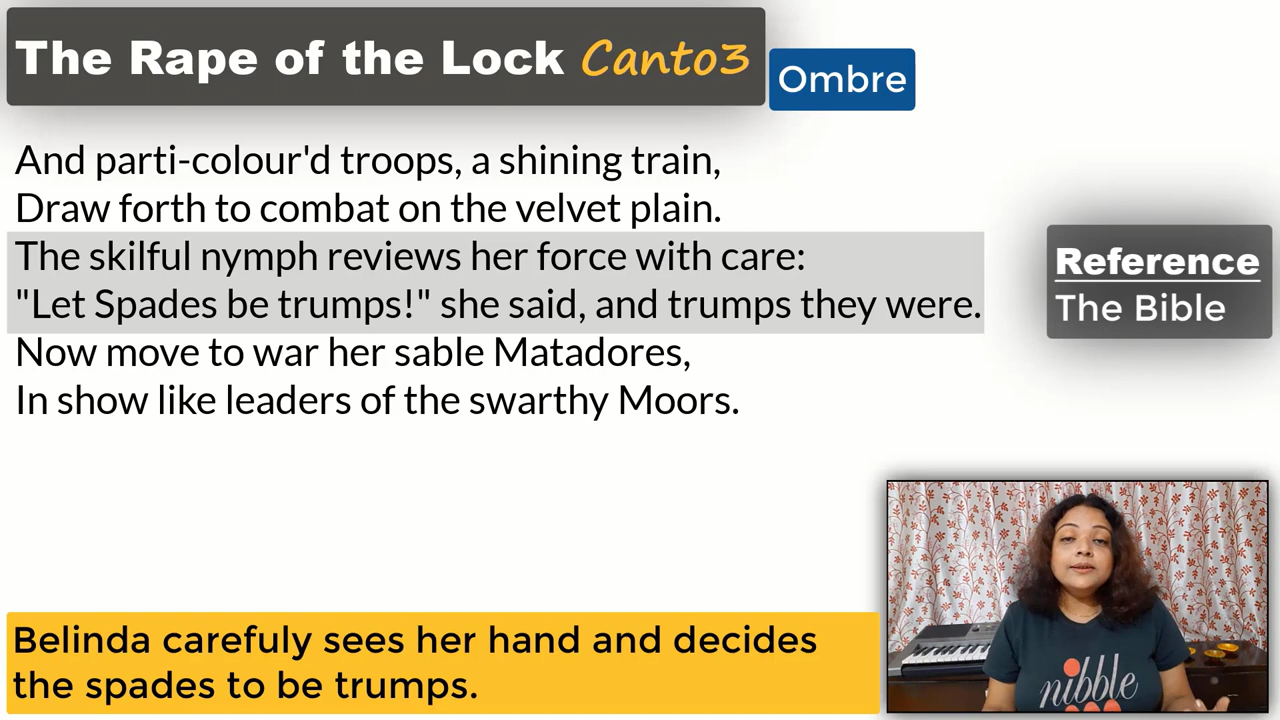 The Rape of the Lock Canto3
Ombre
And parti-colour'd troops, a shining train,
Draw forth to combat on the velvet plain.
The skilful nymph reviews her force with care:
"Let Spades be trumps!" she said, and trumps they were.
Now move to war her sable Matadores,
In show like leaders of the swarthy Moors.
Reference
The Bible
Belinda carefuly sees her hand and decides
the spades to be trumps.
nibble